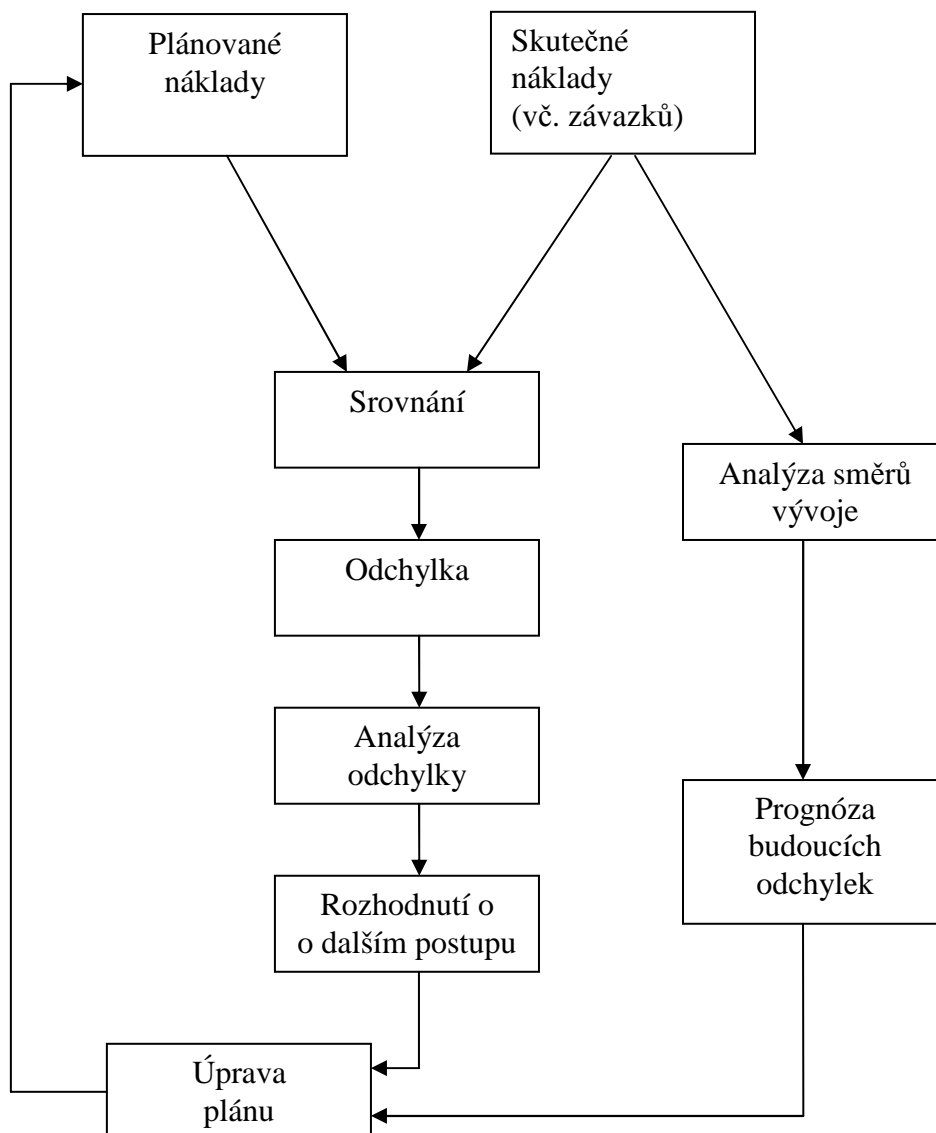 Plánované
náklady
Skutečné
náklady
(vč. závazků)
Srovnání
Analýza směrů
vývoje
Odchylka
Analýza
odchylky
Prognóza
budoucích
odchylek
Rozhodnutí o
o dalším postupu
Úprava
plánu